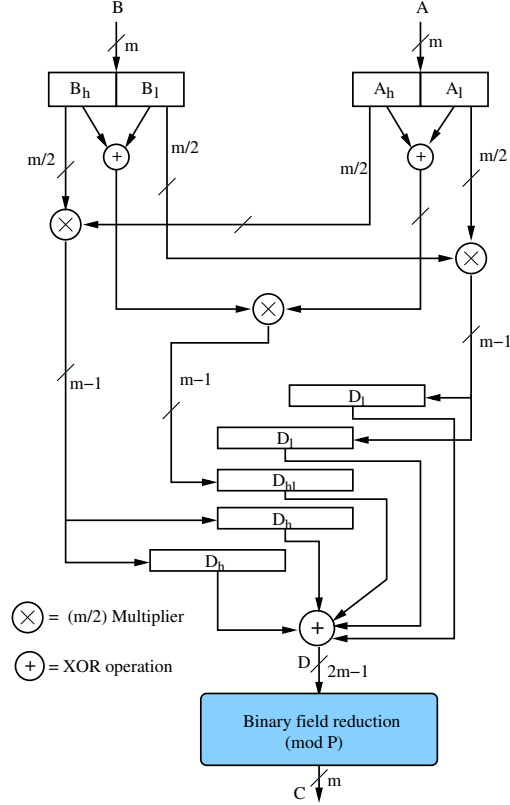 B A
m m
B_h B_l A_h A_l
+ +
m/2 m/2 m/2 m/2
× ×
×
m−1
m−1 m−1
D_l
D_l
D_hl
D_h
D_h
× = (m/2) Multiplier
+
+ = XOR operation
D 2m−1
Binary field reduction
(mod P)
m
C